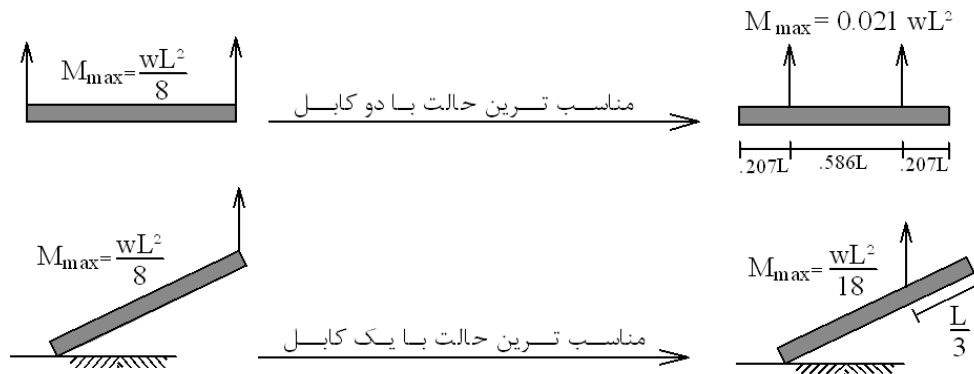 M_max = wL²/8
مناسب ترین حالت با دو کابل
M_max = 0.021 wL²
.207L .586L .207L
M_max = wL²/8
مناسب ترین حالت با یک کابل
M_max = wL²/18
L/3